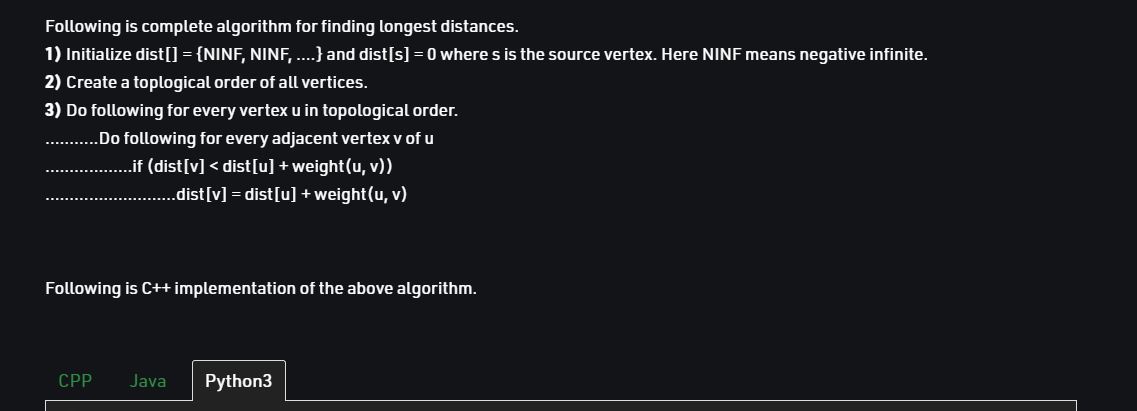 Following is complete algorithm for finding longest distances.
1) Initialize dist[] = {NINF, NINF, ....} and dist[s] = 0 where s is the source vertex. Here NINF means negative infinite.
2) Create a toplogical order of all vertices.
3) Do following for every vertex u in topological order.
...........Do following for every adjacent vertex v of u
..................if (dist[v] < dist[u] + weight(u, v))
...........................dist[v] = dist[u] + weight(u, v)
Following is C++ implementation of the above algorithm.
CPP Java Python3